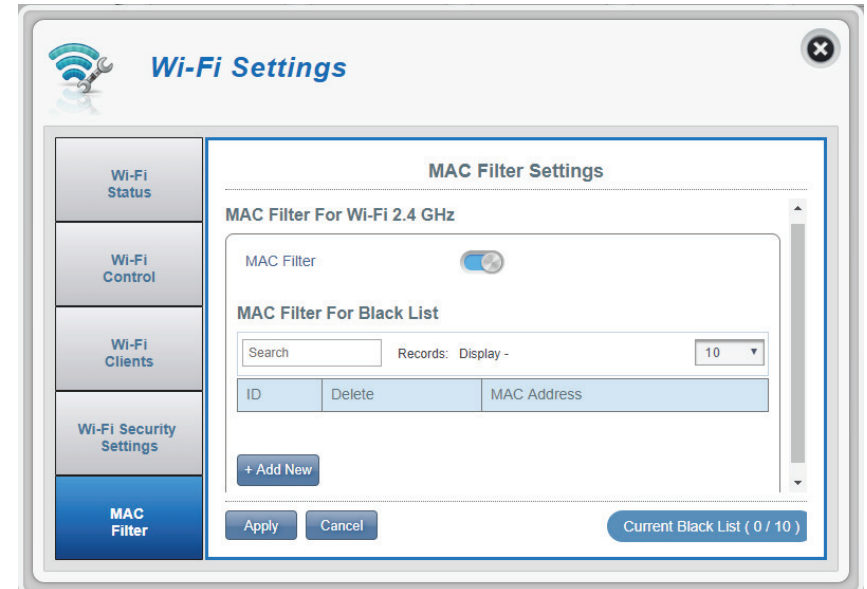 Wi-Fi Settings
Wi-Fi
Status
Wi-Fi
Control
Wi-Fi
Clients
Wi-Fi Security
Settings
MAC
Filter
MAC Filter Settings
MAC Filter For Wi-Fi 2.4 GHz
MAC Filter
MAC Filter For Black List
Search Records: Display - 10
ID Delete MAC Address
+ Add New
Apply Cancel Current Black List ( 0 / 10 )